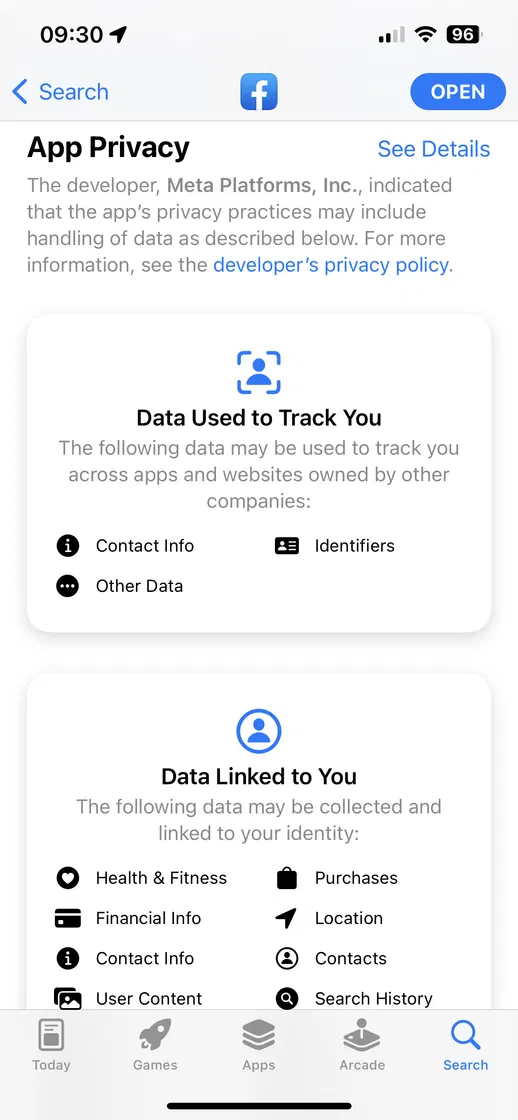 09:30
96
Search
OPEN
App Privacy
See Details
The developer, Meta Platforms, Inc., indicated
that the app's privacy practices may include
handling of data as described below. For more
information, see the developer's privacy policy.
Data Used to Track You
The following data may be used to track you
across apps and websites owned by other
companies:
Contact Info
Identifiers
Other Data
Data Linked to You
The following data may be collected and
linked to your identity:
Health & Fitness
Purchases
Financial Info
Location
Contact Info
Contacts
User Content
Search History
Today
Games
Apps
Arcade
Search